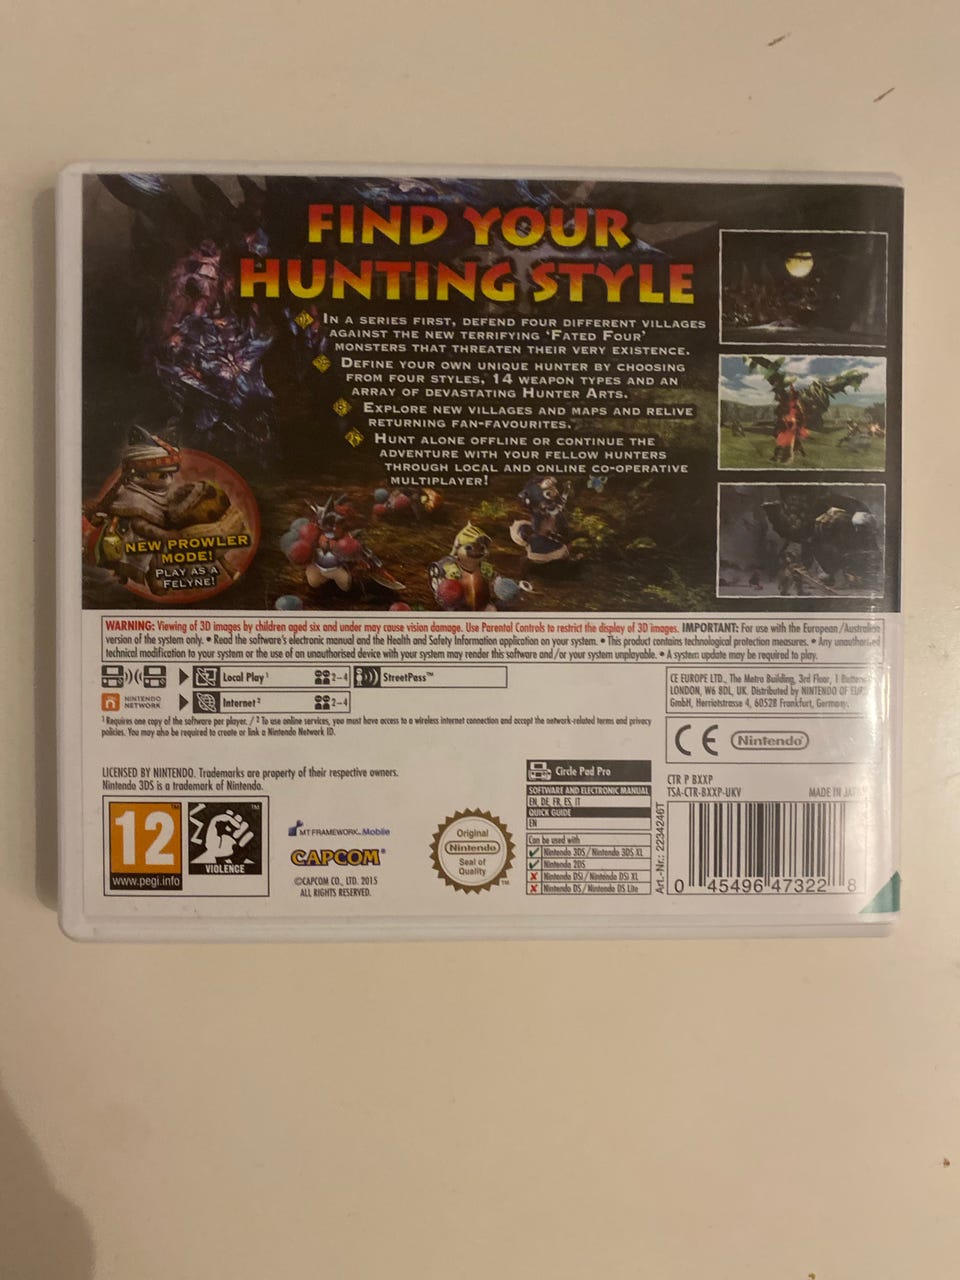 FIND YOUR
HUNTING STYLE
IN A SERIES FIRST, DEFEND FOUR DIFFERENT VILLAGES
AGAINST THE NEW TERRIFYING 'FATED FOUR'
MONSTERS THAT THREATEN THEIR VERY EXISTENCE.
DEFINE YOUR OWN UNIQUE HUNTER BY CHOOSING
FROM FOUR STYLES, 14 WEAPON TYPES AND AN
ARRAY OF DEVASTATING HUNTER ARTS.
EXPLORE NEW VILLAGES AND MAPS AND RELIVE
RETURNING FAN-FAVOURITES.
HUNT ALONE OFFLINE OR CONTINUE THE
ADVENTURE WITH YOUR FELLOW HUNTERS
THROUGH LOCAL AND ONLINE CO-OPERATIVE
MULTIPLAYER!
NEW PROWLER
MODE!
PLAY AS A
FELYNE!
WARNING: Viewing of 3D images by children aged six and under may cause vision damage. Use Parental Controls to restrict the display of 3D images. IMPORTANT: For use with the European/Australian
version of the system only. • Read the software's electronic manual and the Health and Safety Information application on your system. • This product contains technological protection measures. • Any unauthorised
technical modification to your system or the use of an unauthorised device with your system may render this software and/or your system unplayable. • A system update may be required to play.
Local Play¹ 2–4
StreetPass™
NINTENDO
NETWORK
Internet² 2–4
¹ Requires one copy of the software per player. / ² To use online services, you must have access to a wireless internet connection and accept the network-related terms and privacy
policies. You may also be required to create or link a Nintendo Network ID.
CE EUROPE LTD., The Metro Building, 3rd Floor, 1
LONDON, W6 8DL, UK. Distributed by NINTENDO OF
GmbH, Herriotstrasse 4, 60528 Frankfurt, Germany.
CE Nintendo®
LICENSED BY NINTENDO. Trademarks are property of their respective owners.
Nintendo 3DS is a trademark of Nintendo.
12
www.pegi.info
VIOLENCE
MT FRAMEWORK Mobile
CAPCOM®
©CAPCOM CO., LTD. 2015
ALL RIGHTS RESERVED.
Original
Nintendo
Seal of
Quality
™
Circle Pad Pro
SOFTWARE AND ELECTRONIC MANUAL
EN, DE, FR, ES, IT
QUICK GUIDE
EN
Can be used with
Nintendo 3DS/Nintendo 3DS XL
Nintendo 2DS
Nintendo DSi/Nintendo DSi XL
Nintendo DS/Nintendo DS Lite
Art.-Nr.: 2234246T
CTR P BXXP
TSA-CTR-BXXP-UKV MADE IN
0 45496 47322 8